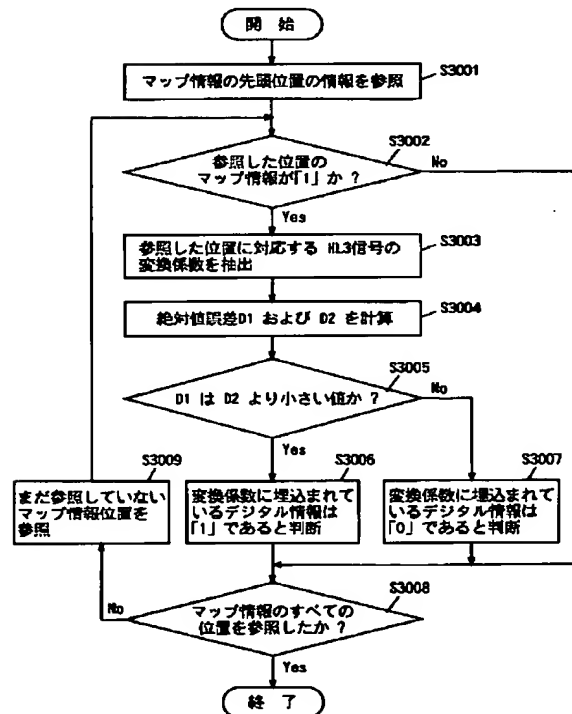 開 始
S3001
マップ情報の先頭位置の情報を参照
S3002
参照した位置の
マップ情報が「1」か ?
No
Yes
S3003
参照した位置に対応する HL3信号の
変換係数を抽出
S3004
絶対値誤差D1 および D2 を計算
S3005
D1 は D2 より小さい値か ?
No
Yes
S3009
まだ参照していない
マップ情報位置を
参照
S3006
変換係数に埋込まれて
いるデジタル情報は
「1」であると判断
S3007
変換係数に埋込まれて
いるデジタル情報は
「0」であると判断
S3008
マップ情報のすべての
位置を参照したか ?
No
Yes
終 了